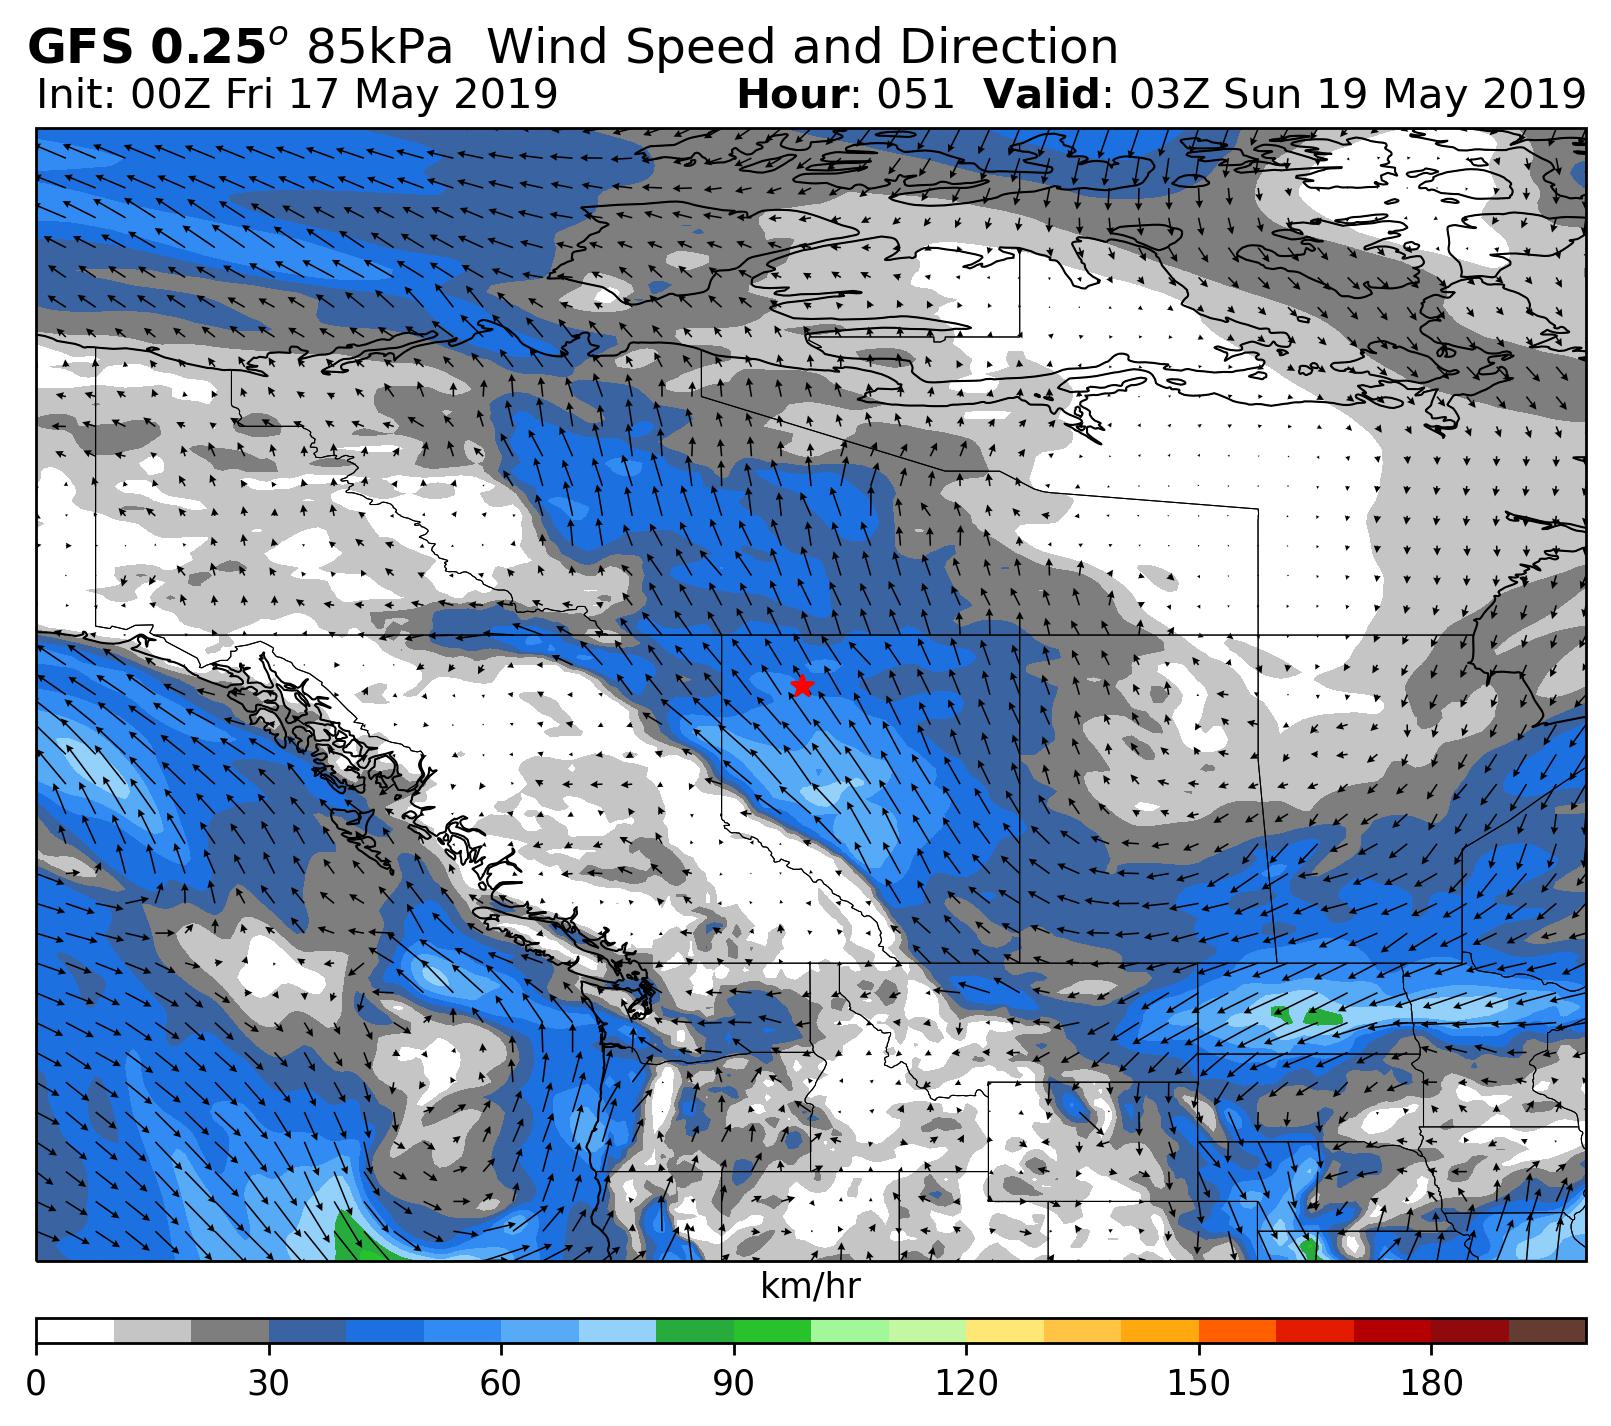 GFS 0.25° 85kPa Wind Speed and Direction
Init: 00Z Fri 17 May 2019 Hour: 051 Valid: 03Z Sun 19 May 2019
km/hr
0 30 60 90 120 150 180